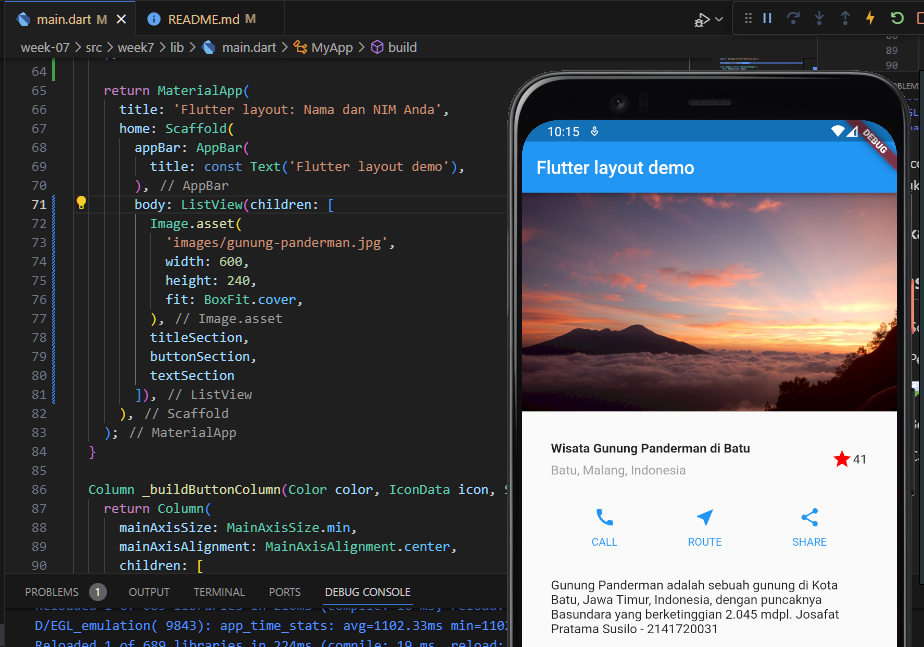 main.dart M
README.md M
week-07 > src > week7 > lib > main.dart > MyApp > build
64
65 return MaterialApp(
66 title: 'Flutter layout: Nama dan NIM Anda',
67 home: Scaffold(
68 appBar: AppBar(
69 title: const Text('Flutter layout demo'),
70 ), // AppBar
71 body: ListView(children: [
72 Image.asset(
73 'images/gunung-panderman.jpg',
74 width: 600,
75 height: 240,
76 fit: BoxFit.cover,
77 ), // Image.asset
78 titleSection,
79 buttonSection,
80 textSection
81 ]), // ListView
82 ), // Scaffold
83 ); // MaterialApp
84 }
85
86 Column _buildButtonColumn(Color color, IconData icon,
87 return Column(
88 mainAxisSize: MainAxisSize.min,
89 mainAxisAlignment: MainAxisAlignment.center,
90 children: [
PROBLEMS 1 OUTPUT TERMINAL PORTS DEBUG CONSOLE
D/EGL_emulation( 9843): app_time_stats: avg=1102.33ms
Reloaded 1 of 689 libraries in 224ms (compile: 19 ms, reload:
89
90
10:15
DEBUG
Flutter layout demo
Wisata Gunung Panderman di Batu
Batu, Malang, Indonesia
41
CALL
ROUTE
SHARE
Gunung Panderman adalah sebuah gunung di Kota
Batu, Jawa Timur, Indonesia, dengan puncaknya
Basundara yang berketinggian 2.045 mdpl. Josafat
Pratama Susilo - 2141720031